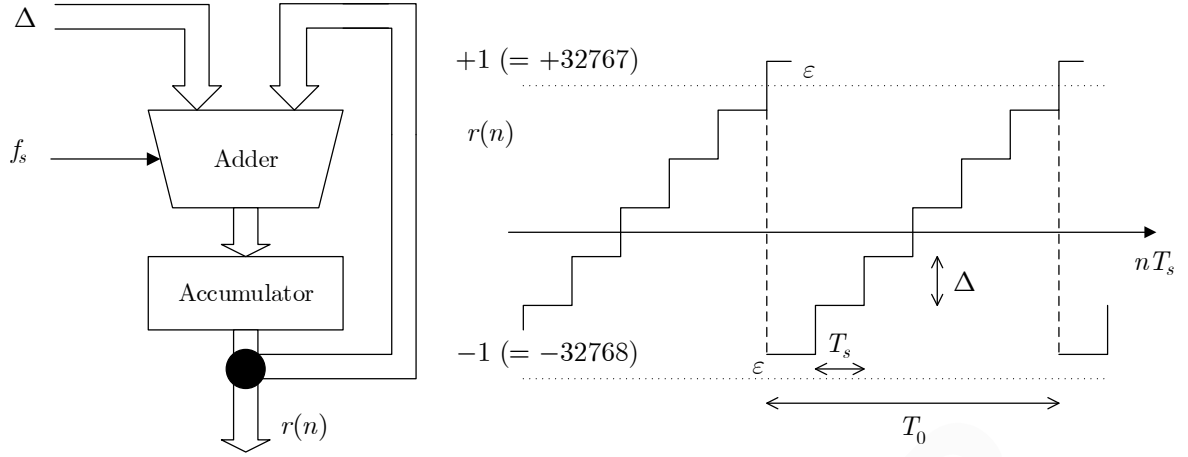 Δ
f_s
Adder
Accumulator
r(n)
+1 (= +32767)
ε
r(n)
nT_s
Δ
−1 (= −32768)
T_s
ε
T_0